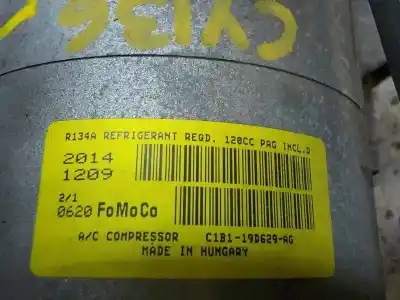 CY136
R134A REFRIGERANT REQD. 120CC PAG INCL.D
2014
1209
2/1
0620 FoMoCo
A/C COMPRESSOR C1B1-19D629-AG
MADE IN HUNGARY